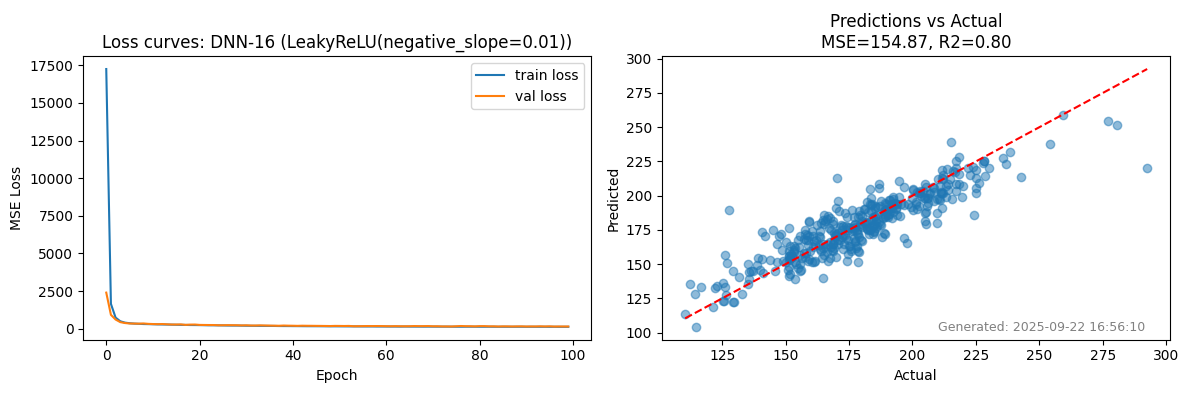 Loss curves: DNN-16 (LeakyReLU(negative_slope=0.01))
MSE Loss
17500
15000
12500
10000
7500
5000
2500
0
train loss
val loss
0 20 40 60 80 100
Epoch
Predictions vs Actual
MSE=154.87, R2=0.80
Predicted
300
275
250
225
200
175
150
125
100
Generated: 2025-09-22 16:56:10
125 150 175 200 225 250 275 300
Actual